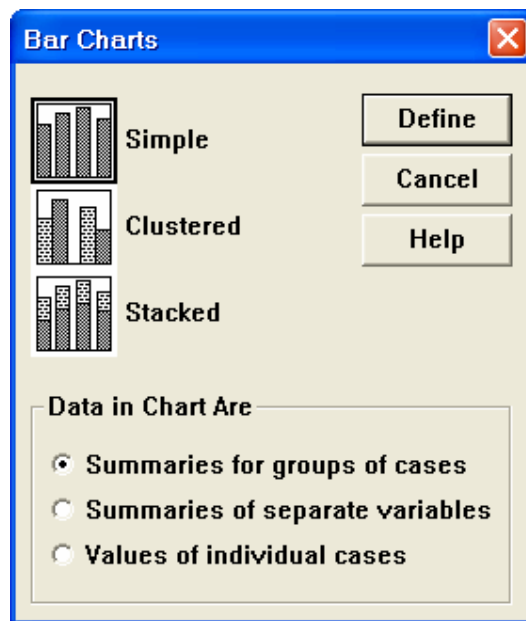 Bar Charts
Simple
Clustered
Stacked
Define
Cancel
Help
Data in Chart Are
Summaries for groups of cases
Summaries of separate variables
Values of individual cases